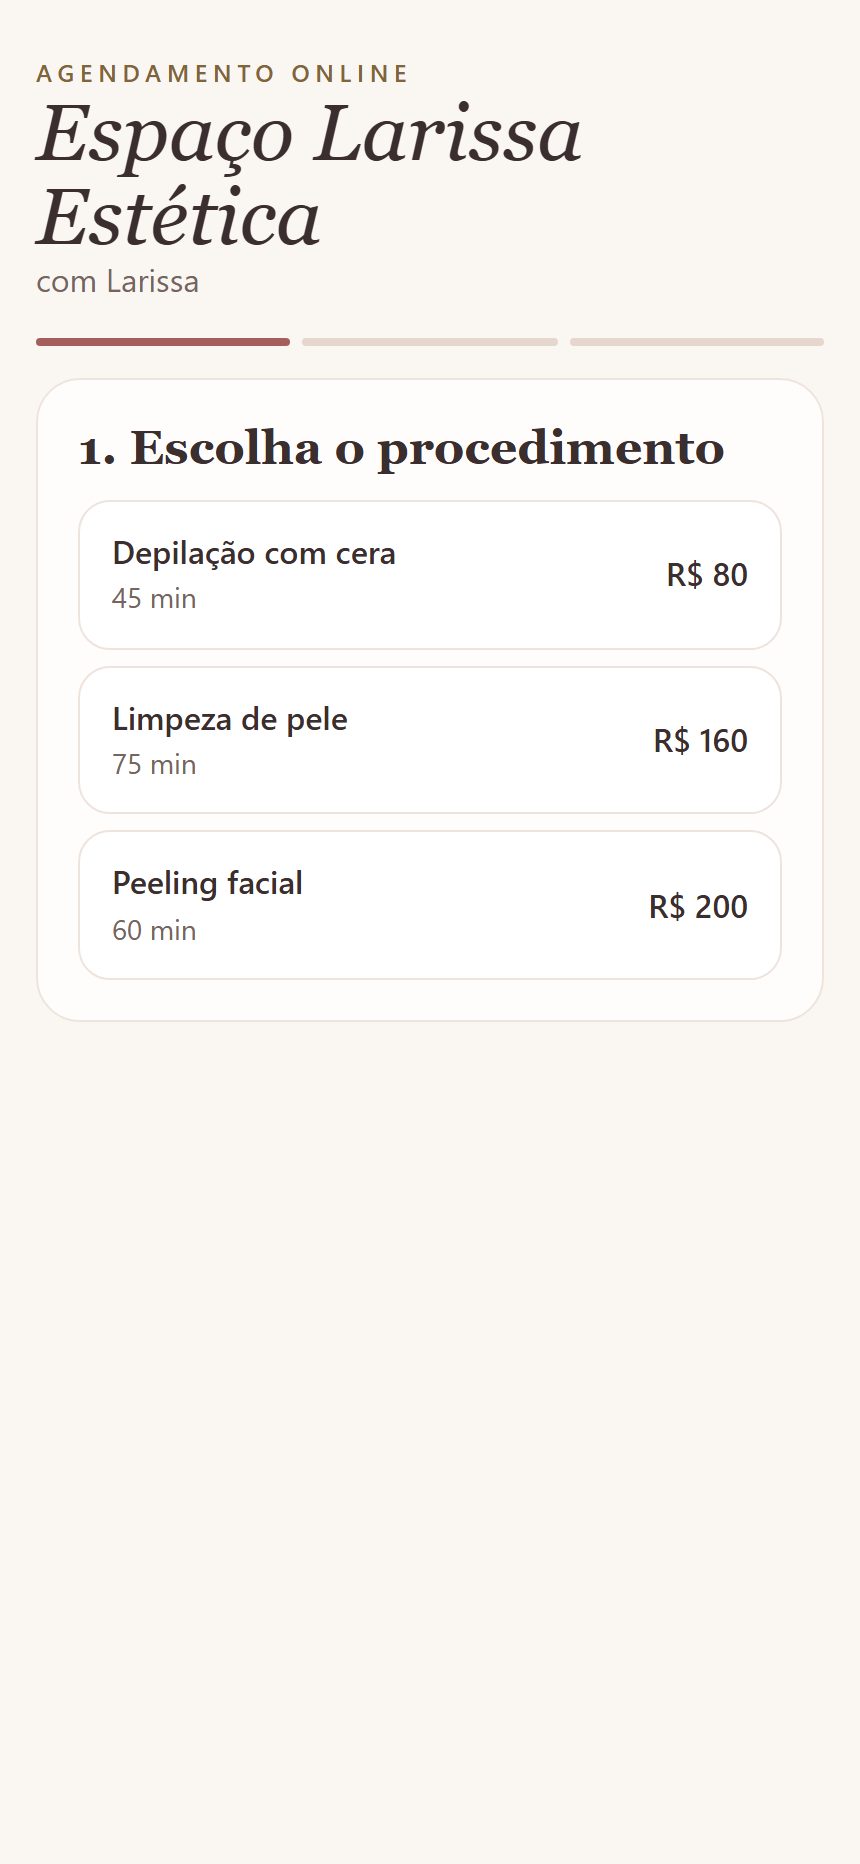 AGENDAMENTO ONLINE
Espaço Larissa
Estética
com Larissa
1. Escolha o procedimento
Depilação com cera
45 min
R$ 80
Limpeza de pele
75 min
R$ 160
Peeling facial
60 min
R$ 200